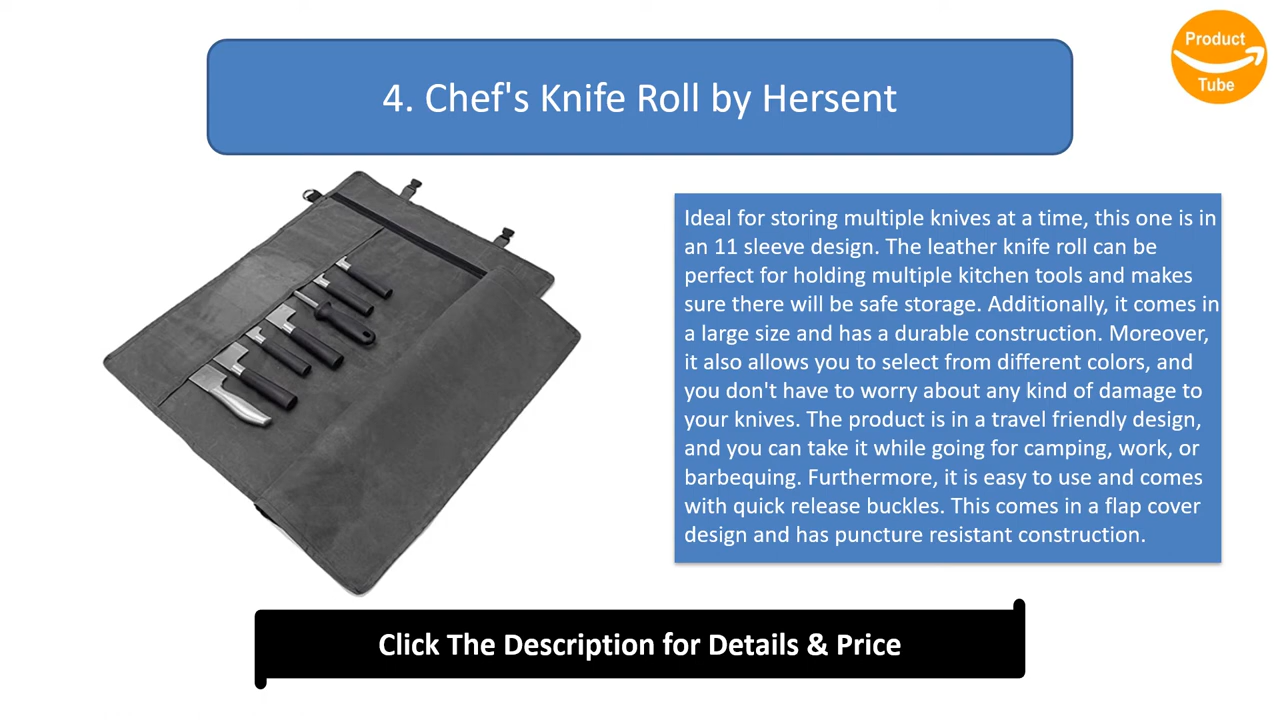 Product
Tube
4. Chef's Knife Roll by Hersent
Ideal for storing multiple knives at a time, this one is in
an 11 sleeve design. The leather knife roll can be
perfect for holding multiple kitchen tools and makes
sure there will be safe storage. Additionally, it comes in
a large size and has a durable construction. Moreover,
it also allows you to select from different colors, and
you don't have to worry about any kind of damage to
your knives. The product is in a travel friendly design,
and you can take it while going for camping, work, or
barbequing. Furthermore, it is easy to use and comes
with quick release buckles. This comes in a flap cover
design and has puncture resistant construction.
Click The Description for Details & Price